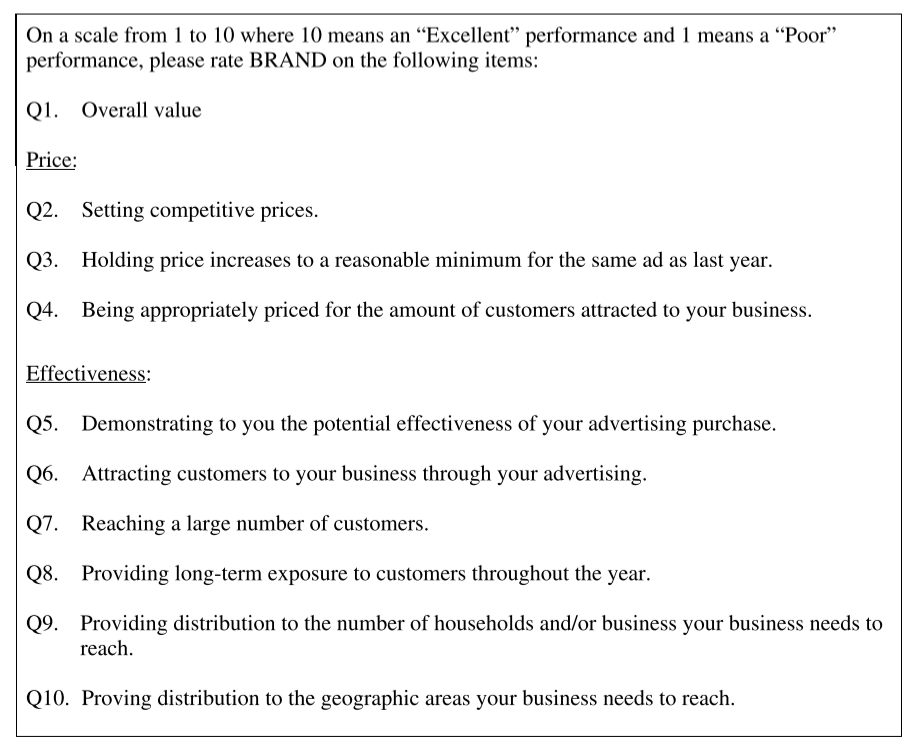 On a scale from 1 to 10 where 10 means an “Excellent” performance and 1 means a “Poor”
performance, please rate BRAND on the following items:
Q1. Overall value
Price:
Q2. Setting competitive prices.
Q3. Holding price increases to a reasonable minimum for the same ad as last year.
Q4. Being appropriately priced for the amount of customers attracted to your business.
Effectiveness:
Q5. Demonstrating to you the potential effectiveness of your advertising purchase.
Q6. Attracting customers to your business through your advertising.
Q7. Reaching a large number of customers.
Q8. Providing long-term exposure to customers throughout the year.
Q9. Providing distribution to the number of households and/or business your business needs to
reach.
Q10. Proving distribution to the geographic areas your business needs to reach.